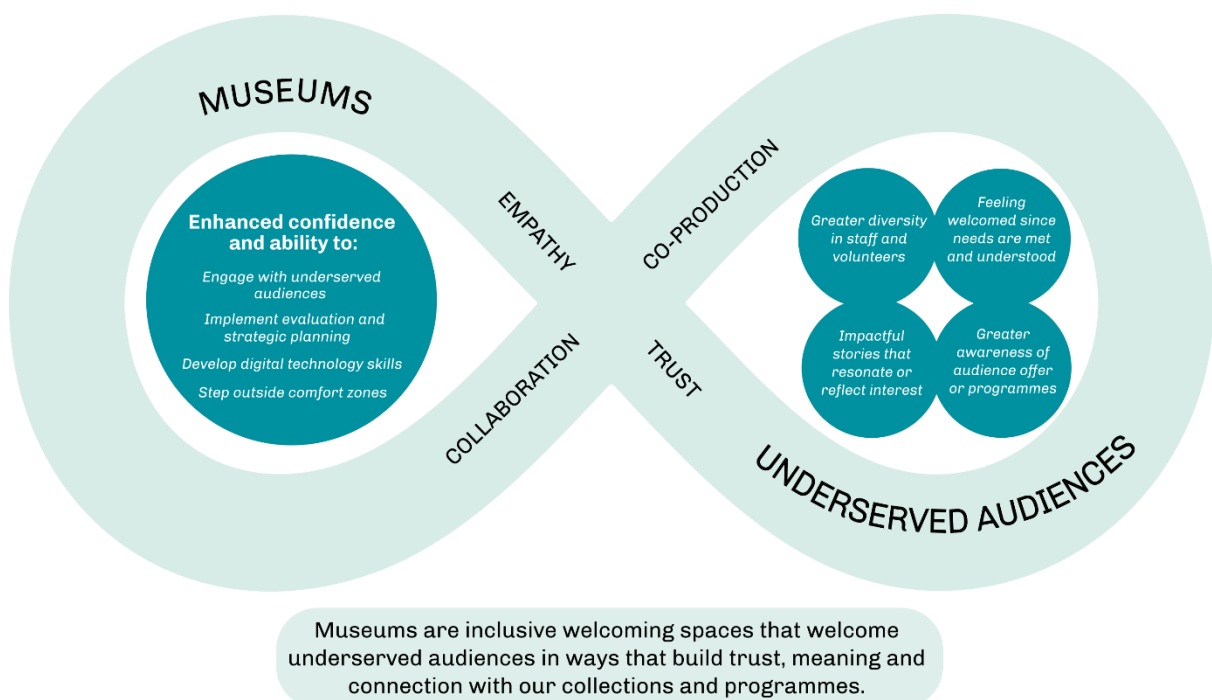 MUSEUMS
EMPATHY
COLLABORATION
CO-PRODUCTION
TRUST
UNDERSERVED AUDIENCES
Enhanced confidence
and ability to:
Engage with underserved
audiences
Implement evaluation and
strategic planning
Develop digital technology skills
Step outside comfort zones
Greater diversity
in staff and
volunteers
Feeling
welcomed since
needs are met
and understood
Impactful
stories that
resonate or
reflect interest
Greater
awareness of
audience offer
or programmes
Museums are inclusive welcoming spaces that welcome
underserved audiences in ways that build trust, meaning and
connection with our collections and programmes.